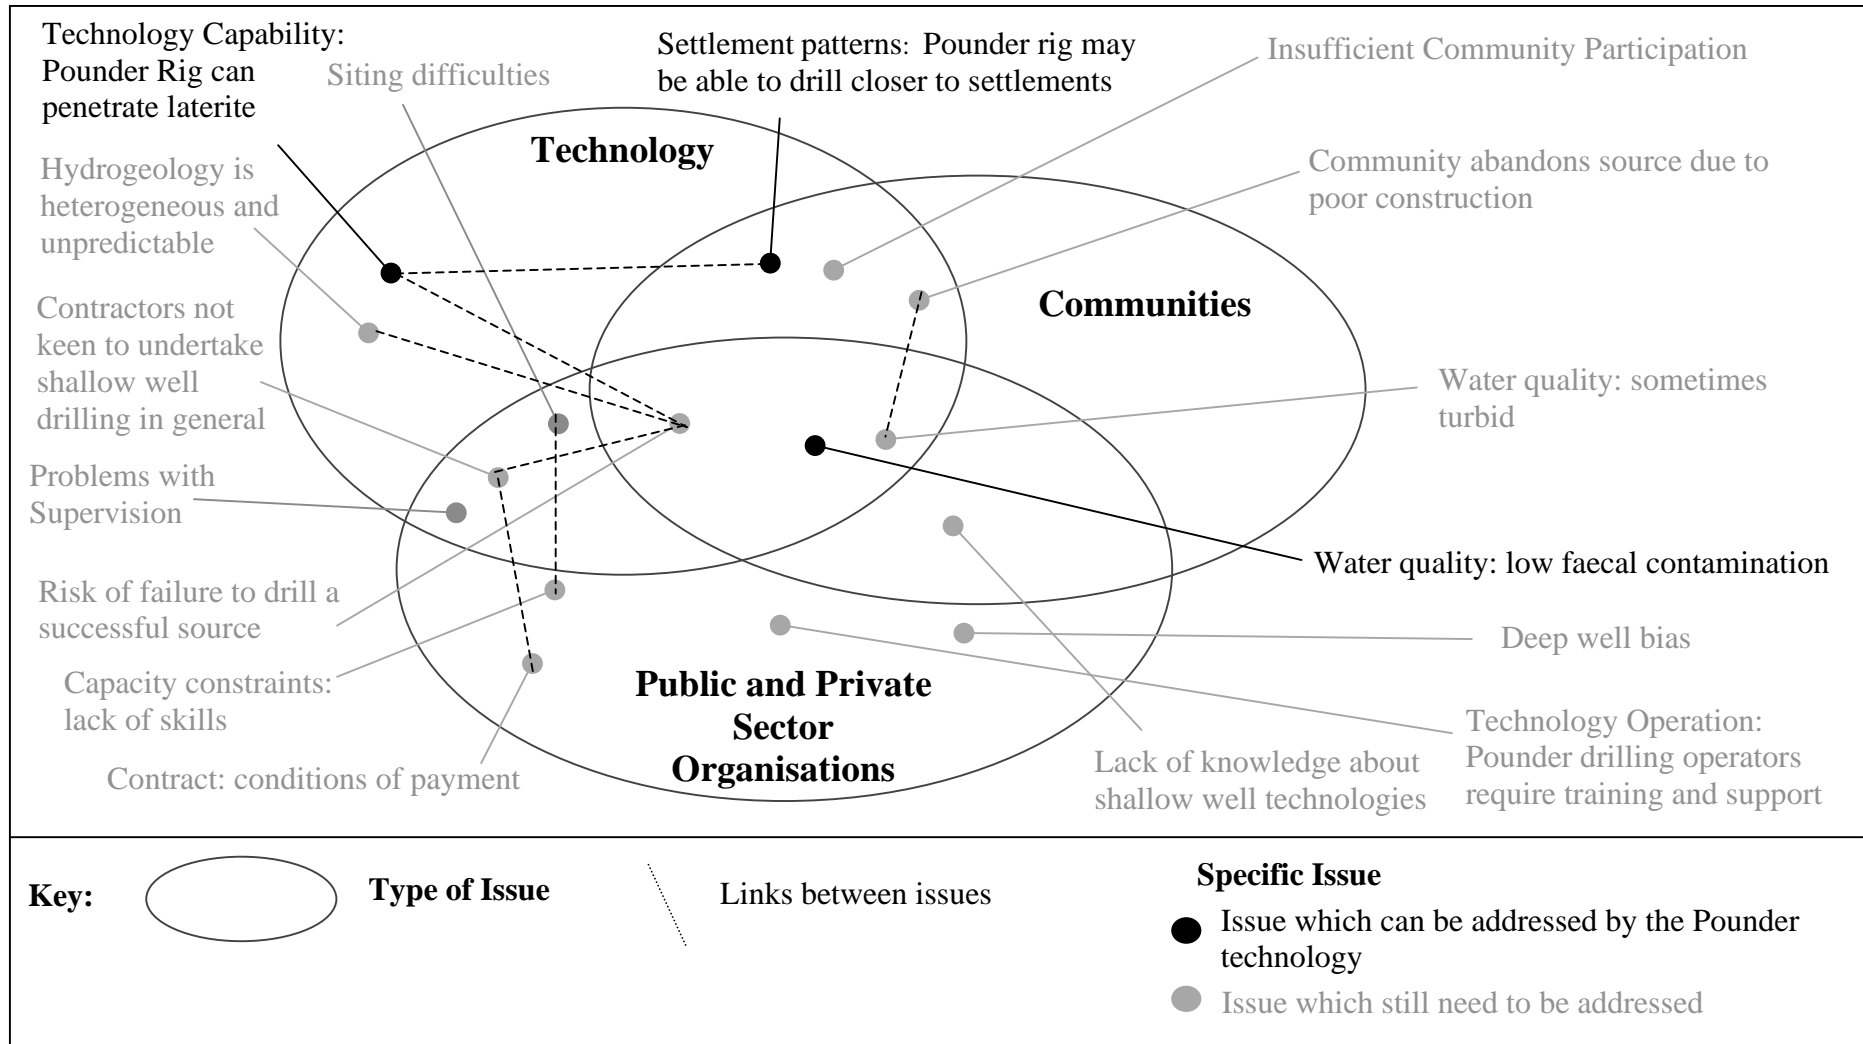 Technology Capability:
Pounder Rig can
penetrate laterite
Siting difficulties
Settlement patterns: Pounder rig may
be able to drill closer to settlements
Insufficient Community Participation
Technology
Hydrogeology is
heterogeneous and
unpredictable
Community abandons source due to
poor construction
Communities
Contractors not
keen to undertake
shallow well
drilling in general
Water quality: sometimes
turbid
Problems with
Supervision
Water quality: low faecal contamination
Risk of failure to drill a
successful source
Deep well bias
Capacity constraints:
lack of skills
Public and Private
Sector
Organisations
Contract: conditions of payment
Lack of knowledge about
shallow well technologies
Technology Operation:
Pounder drilling operators
require training and support
Key:
Type of Issue
Links between issues
Specific Issue
Issue which can be addressed by the Pounder
technology
Issue which still need to be addressed